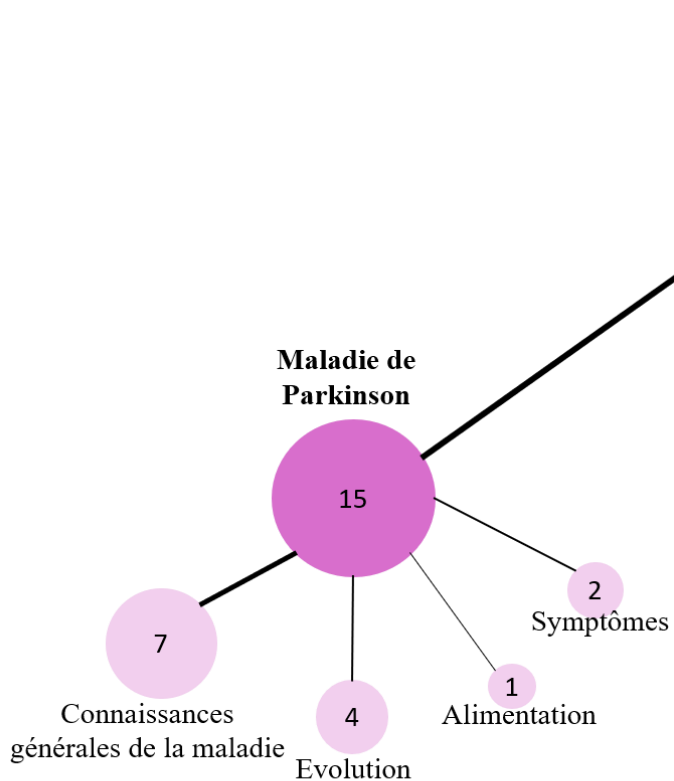 Maladie de
Parkinson
15
2
Symptômes
7
1
4
Connaissances
générales de la maladie
Alimentation
Evolution